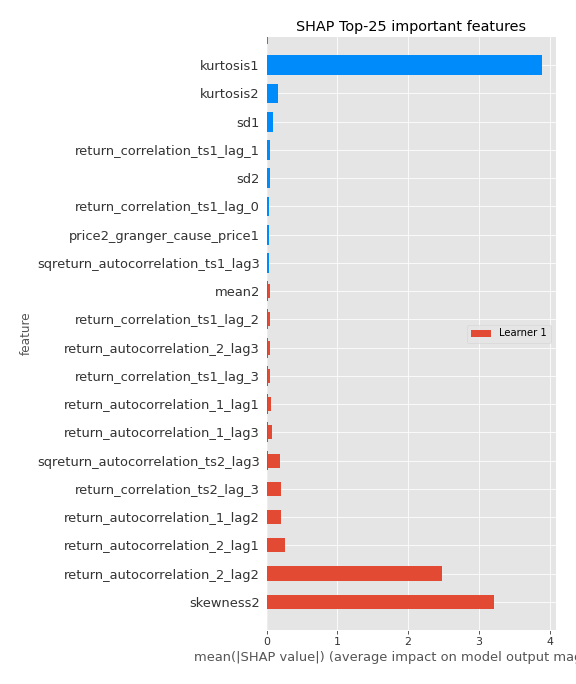 SHAP Top-25 important features
kurtosis1
kurtosis2
sd1
return_correlation_ts1_lag_1
sd2
return_correlation_ts1_lag_0
price2_granger_cause_price1
sqreturn_autocorrelation_ts1_lag3
mean2
return_correlation_ts1_lag_2
return_autocorrelation_2_lag3
return_correlation_ts1_lag_3
return_autocorrelation_1_lag1
return_autocorrelation_1_lag3
sqreturn_autocorrelation_ts2_lag3
return_correlation_ts2_lag_3
return_autocorrelation_1_lag2
return_autocorrelation_2_lag1
return_autocorrelation_2_lag2
skewness2
feature
Learner 1
0 1 2 3 4
mean(|SHAP value|) (average impact on model output mag